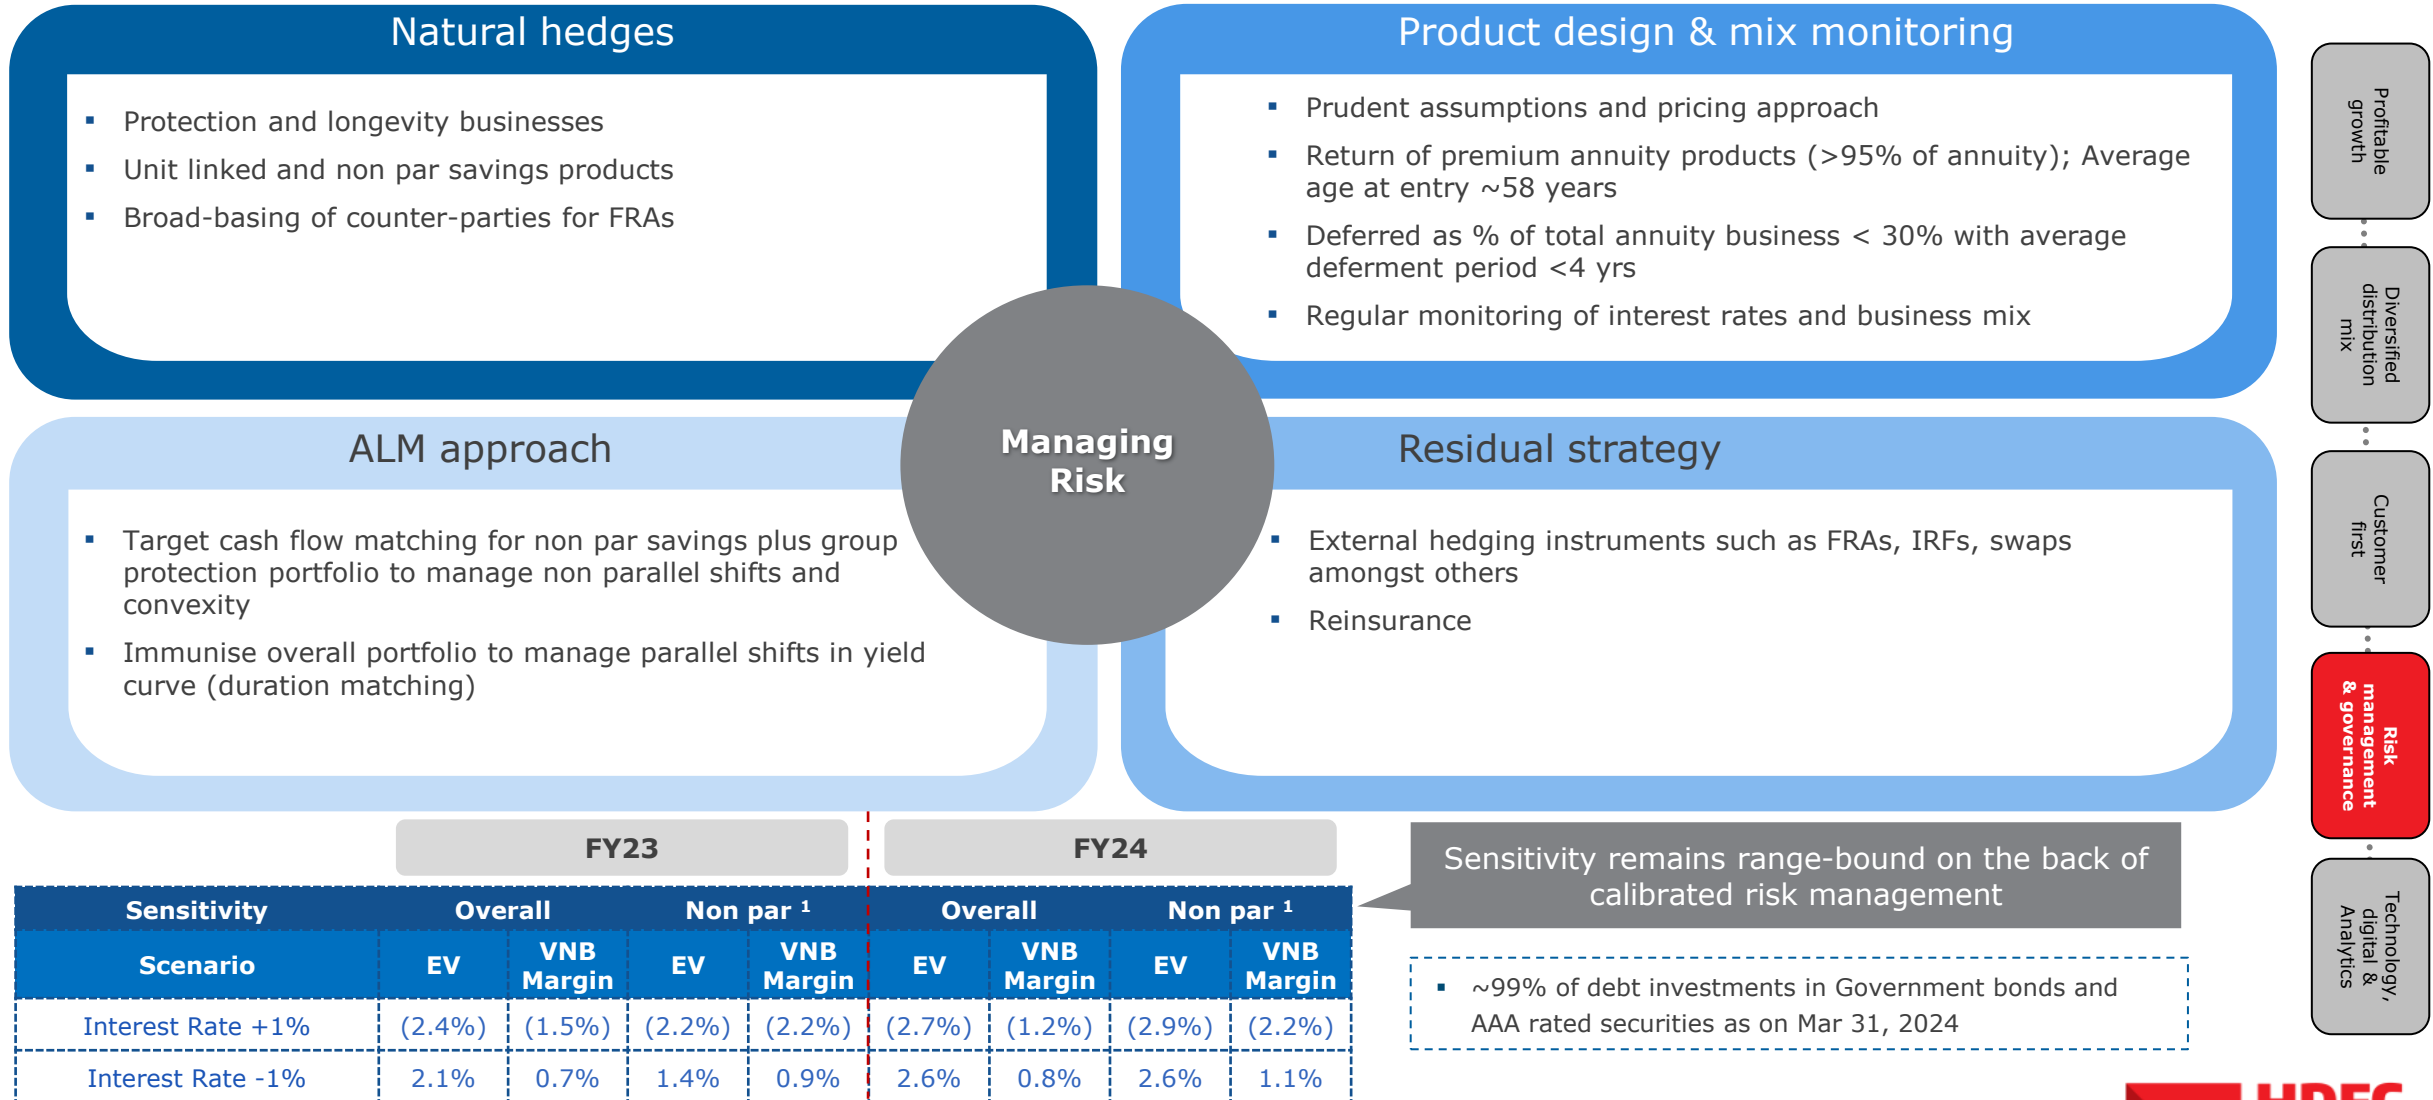 Natural hedges
▪ Protection and longevity businesses
▪ Unit linked and non par savings products
▪ Broad-basing of counter-parties for FRAs
Product design & mix monitoring
▪ Prudent assumptions and pricing approach
▪ Return of premium annuity products (>95% of annuity); Average
age at entry ~58 years
▪ Deferred as % of total annuity business < 30% with average
deferment period <4 yrs
▪ Regular monitoring of interest rates and business mix
Managing
Risk
ALM approach
▪ Target cash flow matching for non par savings plus group
protection portfolio to manage non parallel shifts and
convexity
▪ Immunise overall portfolio to manage parallel shifts in yield
curve (duration matching)
Residual strategy
▪ External hedging instruments such as FRAs, IRFs, swaps
amongst others
▪ Reinsurance
Profitable
growth
Diversified
distribution
mix
Customer
first
Risk
management
& governance
Technology,
digital &
Analytics
FY23 FY24
Sensitivity Overall Non par ¹ Overall Non par ¹
Scenario EV VNB Margin EV VNB Margin EV VNB Margin EV VNB Margin
Interest Rate +1% (2.4%) (1.5%) (2.2%) (2.2%) (2.7%) (1.2%) (2.9%) (2.2%)
Interest Rate -1% 2.1% 0.7% 1.4% 0.9% 2.6% 0.8% 2.6% 1.1%
Sensitivity remains range-bound on the back of
calibrated risk management
▪ ~99% of debt investments in Government bonds and
AAA rated securities as on Mar 31, 2024
HDFC